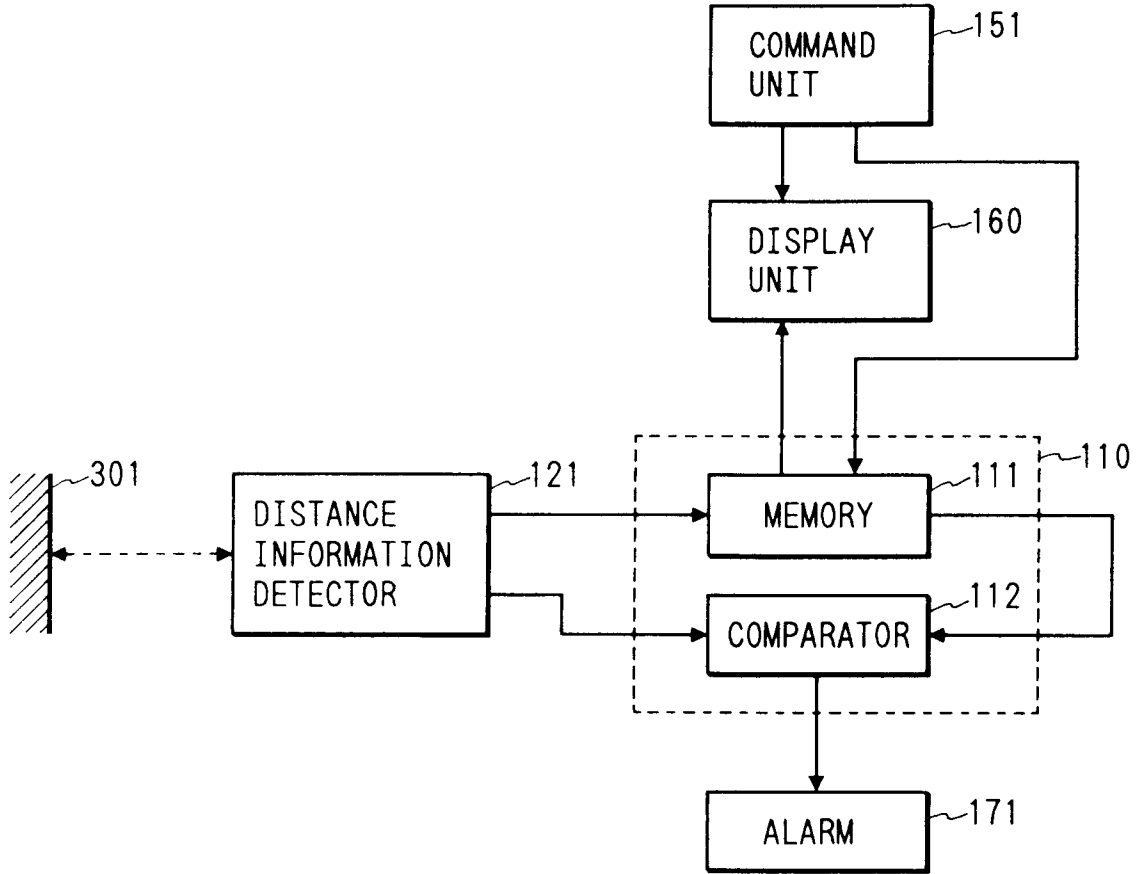 COMMAND
UNIT
151
DISPLAY
UNIT
160
110
301
DISTANCE
INFORMATION
DETECTOR
121
MEMORY
111
COMPARATOR
112
ALARM
171